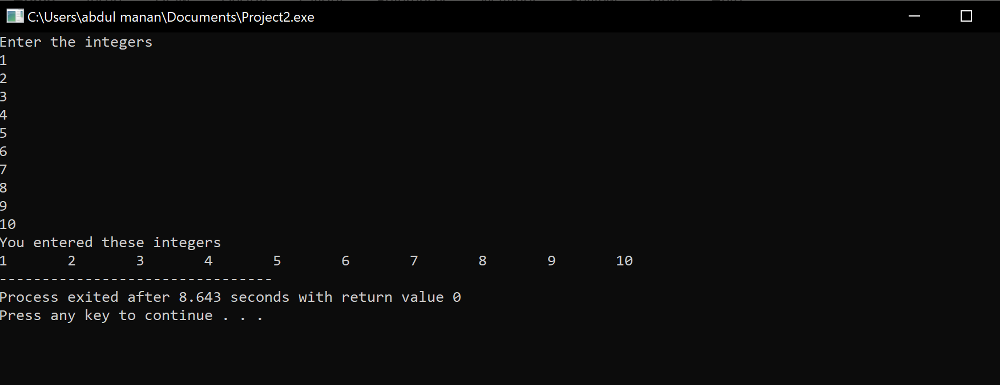 C:\Users\abdul manan\Documents\Project2.exe
Enter the integers
1
2
3
4
5
6
7
8
9
10
You entered these integers
1       2       3       4       5       6       7       8       9       10
--------------------------------
Process exited after 8.643 seconds with return value 0
Press any key to continue . . .